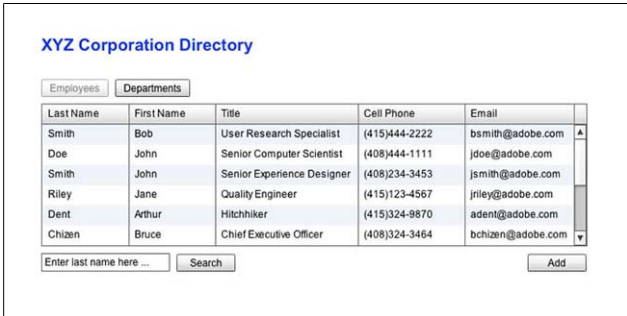 XYZ Corporation Directory
Employees Departments
Last Name First Name Title Cell Phone Email
Smith Bob User Research Specialist (415)444-2222 bsmith@adobe.com
Doe John Senior Computer Scientist (408)444-1111 jdoe@adobe.com
Smith John Senior Experience Designer (408)234-3453 jsmith@adobe.com
Riley Jane Quality Engineer (415)123-4567 jriley@adobe.com
Dent Arthur Hitchhiker (415)324-9870 adent@adobe.com
Chizen Bruce Chief Executive Officer (408)324-3464 bchizen@adobe.com
Enter last name here ... Search Add